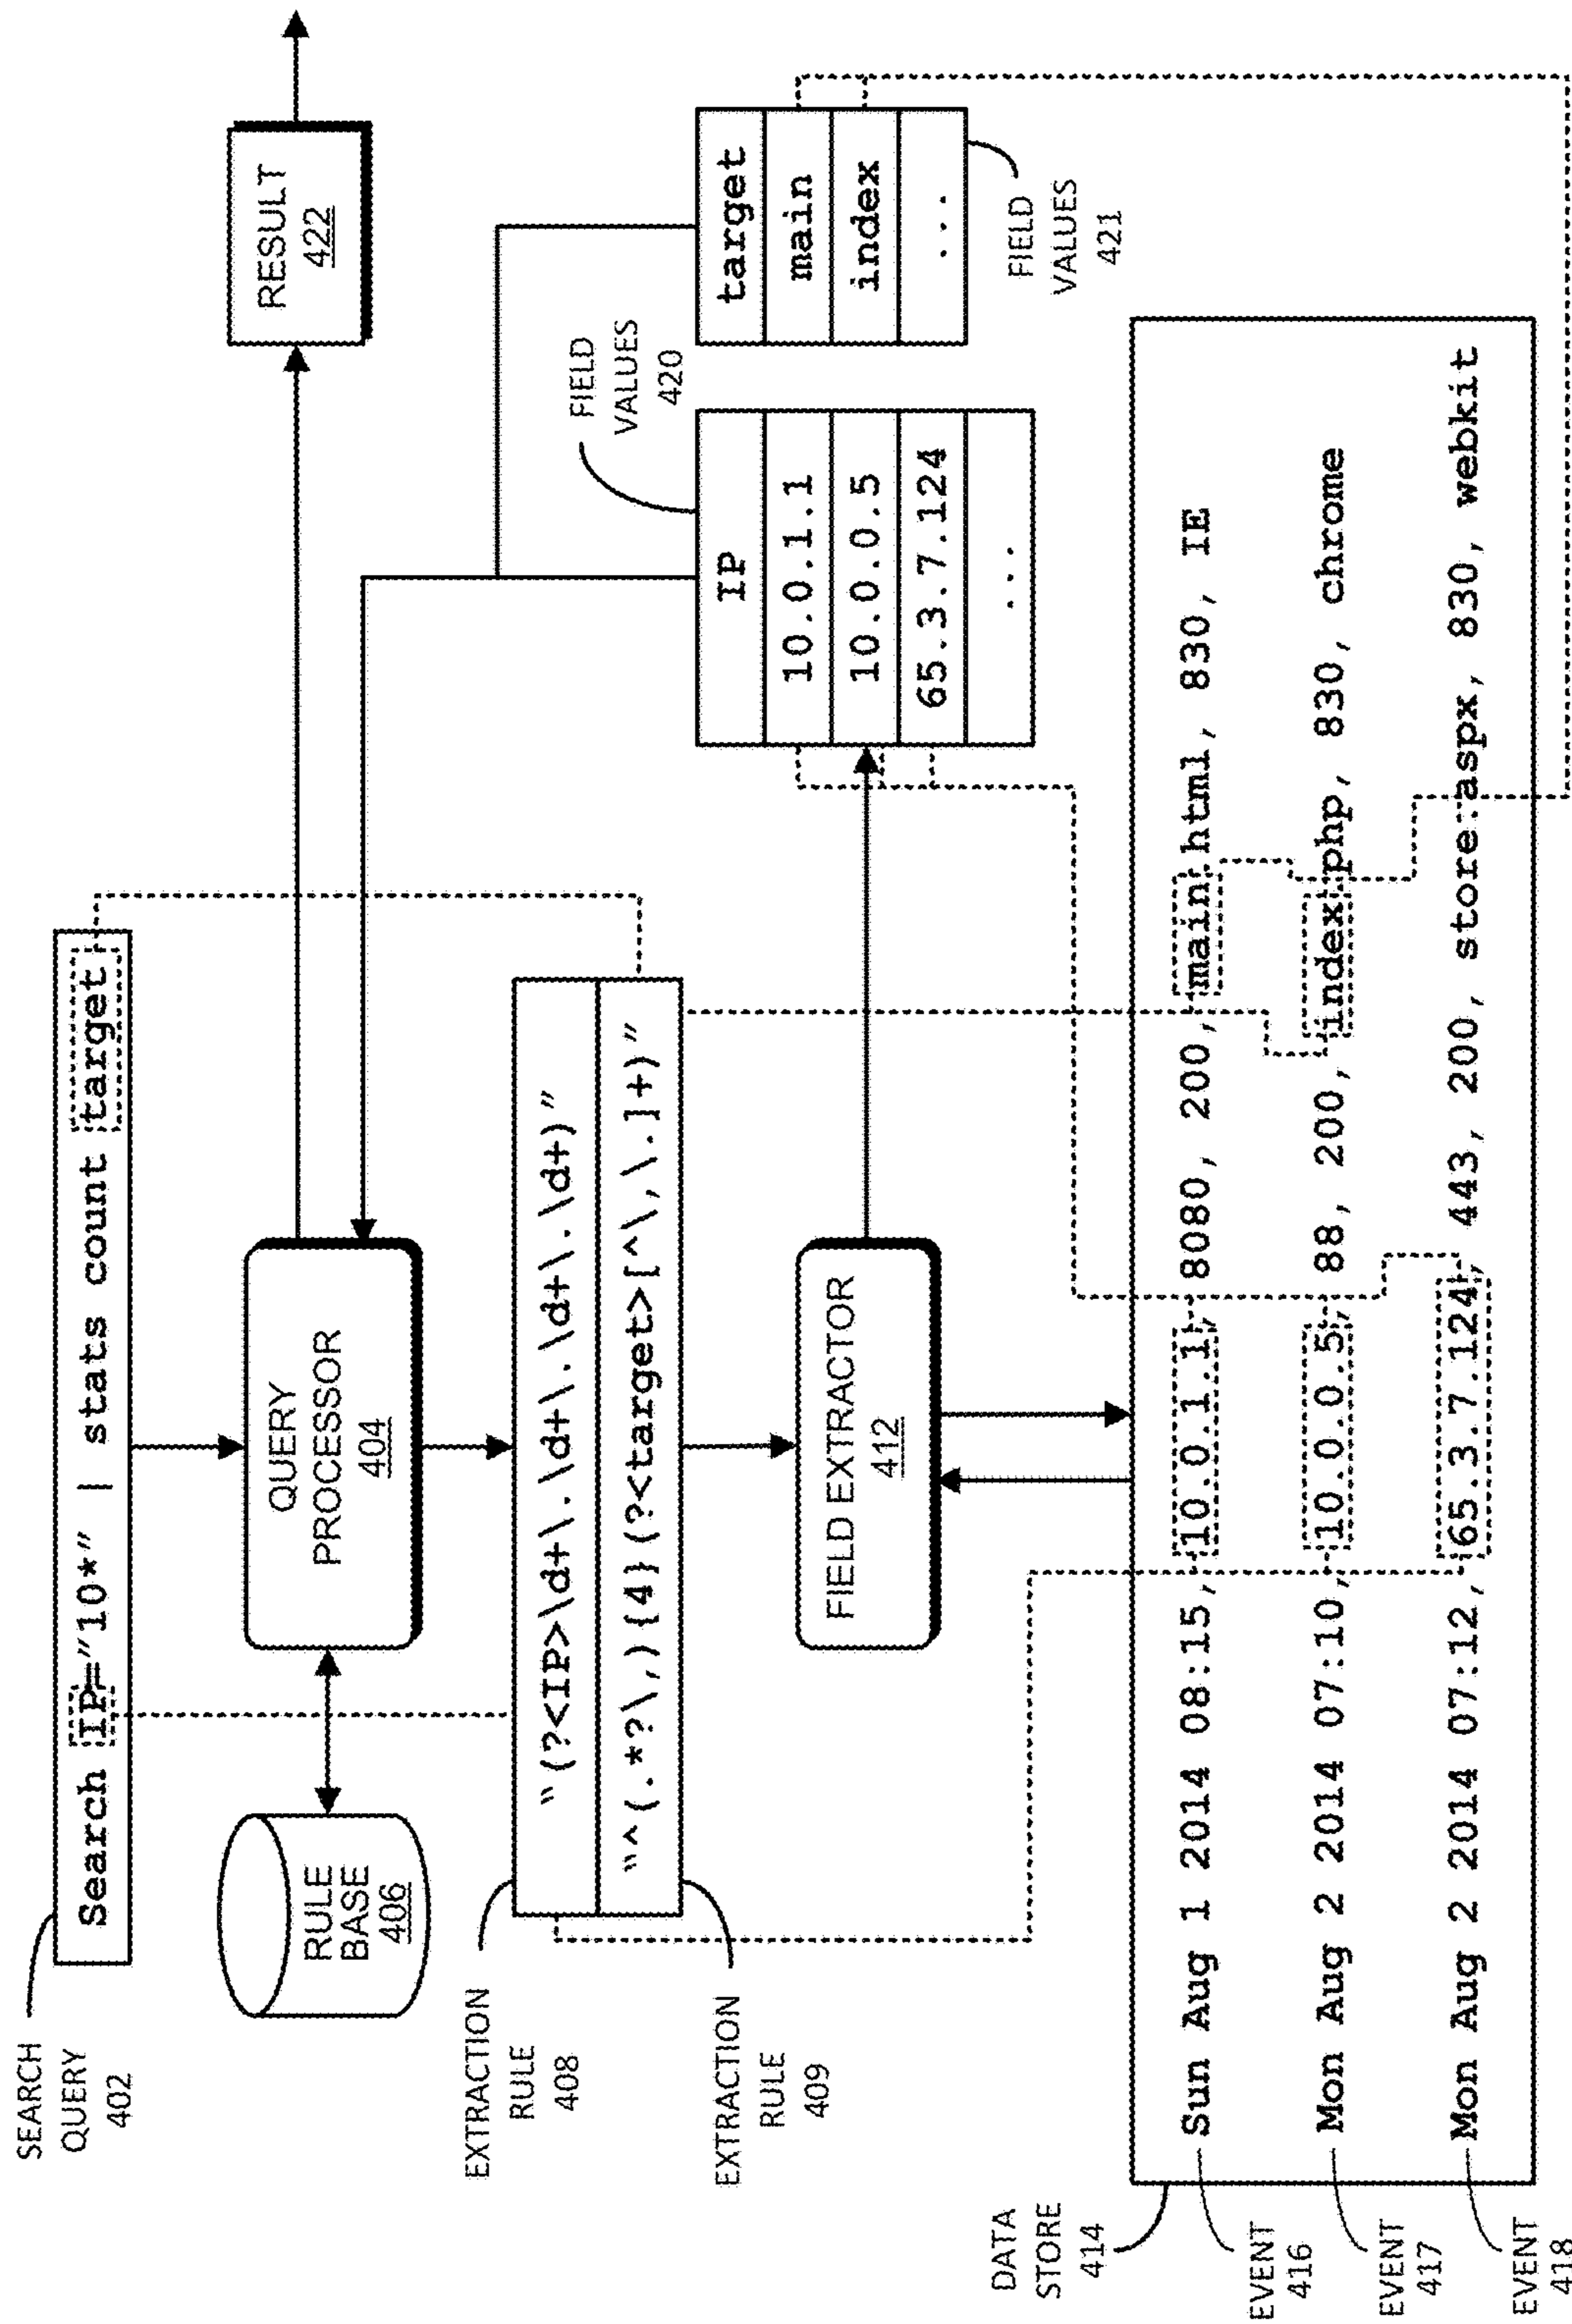 SEARCH
QUERY
402
Search IP="10*" | stats count target
RULE
BASE
406
QUERY
PROCESSOR
404
RESULT
422
EXTRACTION
RULE
408
"(?<IP>\d+\.\d+\.\d+\.\d+)"
"^(.*?\,){4}(?<target>[^\,\.]+)"
EXTRACTION
RULE
409
FIELD EXTRACTOR
412
FIELD
VALUES
420
IP
10.0.1.1
10.0.0.5
65.3.7.124
...
target
main
index
...
FIELD
VALUES
421
DATA
STORE
414
Sun Aug 1 2014 08:15, 10.0.1.1, 8080, 200, main.html, 830, IE
Mon Aug 2 2014 07:10, 10.0.0.5, 88, 200, index.php, 830, chrome
Mon Aug 2 2014 07:12, 65.3.7.124, 443, 200, store.aspx, 830, webkit
EVENT
416
EVENT
417
EVENT
418